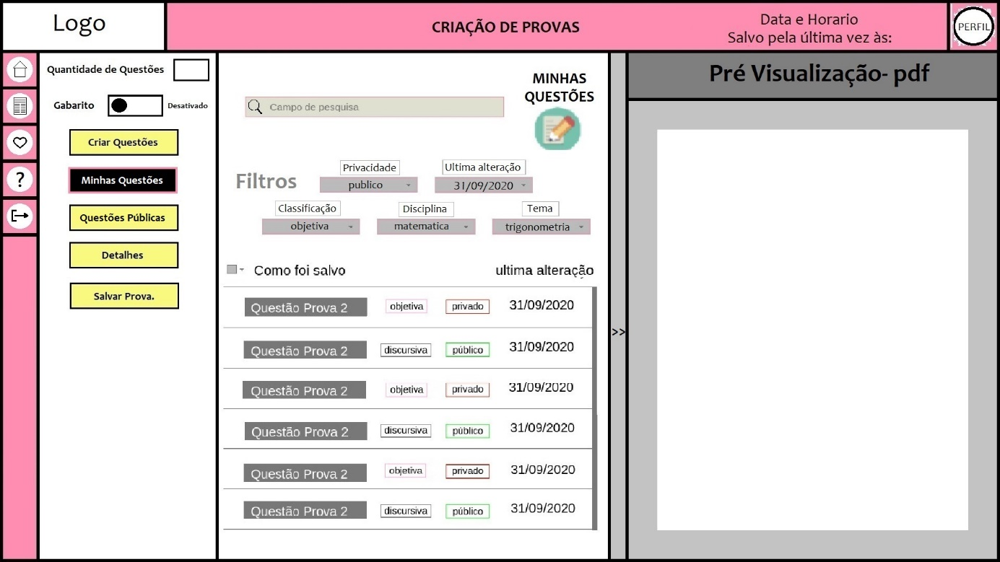 Logo
CRIAÇÃO DE PROVAS
Data e Horario
Salvo pela última vez às:
PERFIL
Quantidade de Questões
Gabarito
Desativado
Criar Questões
Minhas Questões
Questões Públicas
Detalhes
Salvar Prova.
?
MINHAS
QUESTÕES
Campo de pesquisa
Filtros
Privacidade
publico
Ultima alteração
31/09/2020
Classificação
objetiva
Disciplina
matematica
Tema
trigonometria
Como foi salvo ultima alteração
Questão Prova 2 objetiva privado 31/09/2020
Questão Prova 2 discursiva público 31/09/2020
Questão Prova 2 objetiva privado 31/09/2020
Questão Prova 2 discursiva público 31/09/2020
Questão Prova 2 objetiva privado 31/09/2020
Questão Prova 2 discursiva público 31/09/2020
>>
Pré Visualização- pdf